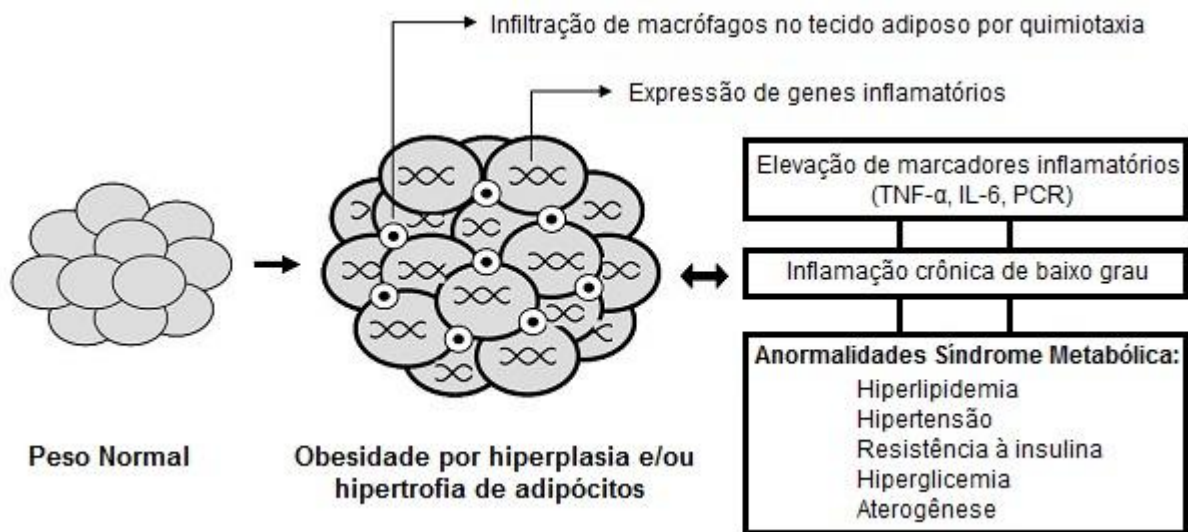 Infiltração de macrófagos no tecido adiposo por quimiotaxia
Expressão de genes inflamatórios
Elevação de marcadores inflamatórios
(TNF-α, IL-6, PCR)
Inflamação crônica de baixo grau
Anormalidades Síndrome Metabólica:
Hiperlipidemia
Hipertensão
Resistência à insulina
Hiperglicemia
Aterogênese
Peso Normal
Obesidade por hiperplasia e/ou
hipertrofia de adipócitos